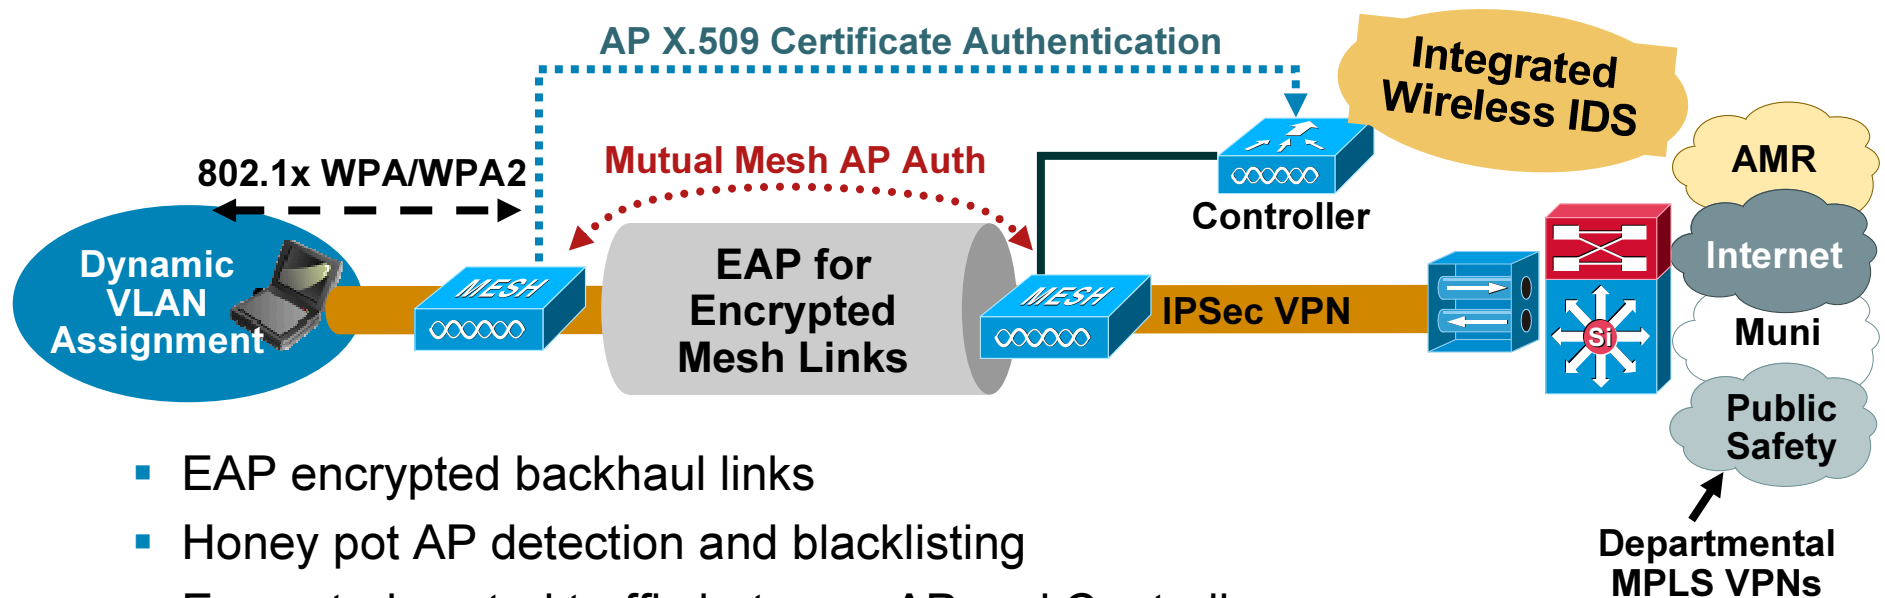 AP X.509 Certificate Authentication
Integrated
Wireless IDS
802.1x WPA/WPA2
Mutual Mesh AP Auth
AMR
Controller
Dynamic
VLAN
Assignment
MESH
EAP for
Encrypted
Mesh Links
MESH
IPSec VPN
Si
Internet
Muni
Public
Safety
Departmental
MPLS VPNs
EAP encrypted backhaul links
Honey pot AP detection and blacklisting